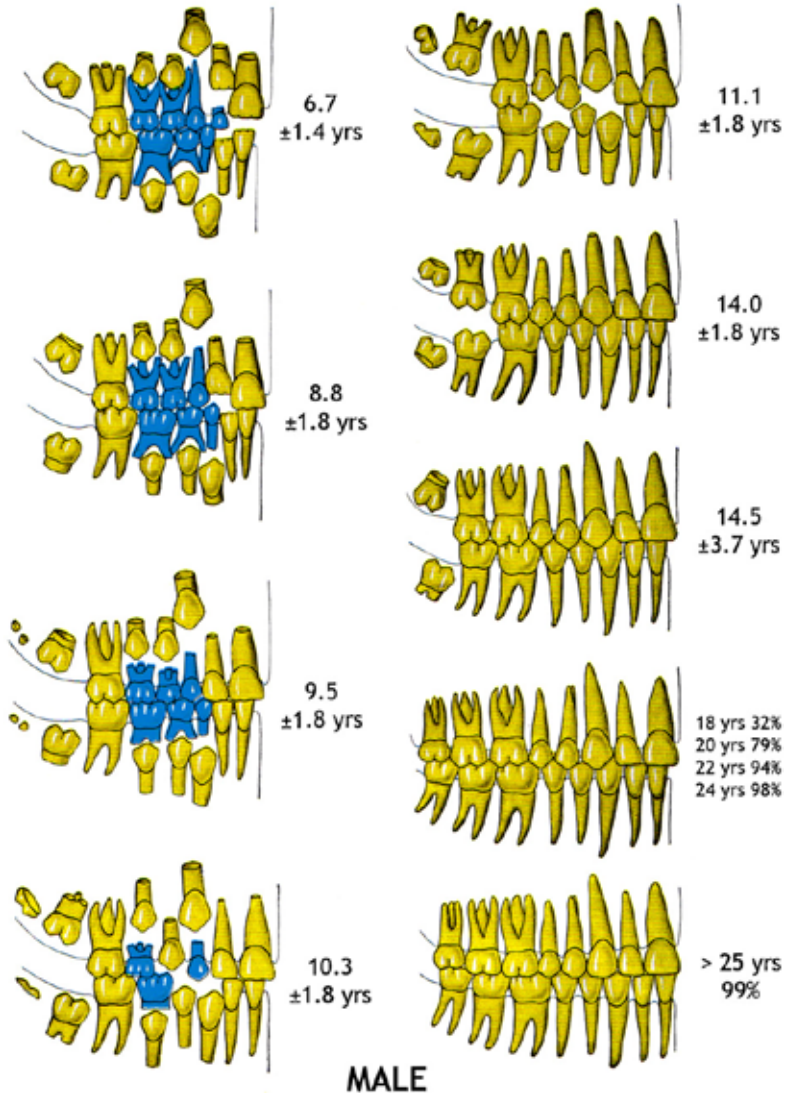 6.7
±1.4 yrs
8.8
±1.8 yrs
9.5
±1.8 yrs
10.3
±1.8 yrs
11.1
±1.8 yrs
14.0
±1.8 yrs
14.5
±3.7 yrs
18 yrs 32%
20 yrs 79%
22 yrs 94%
24 yrs 98%
> 25 yrs
99%
MALE